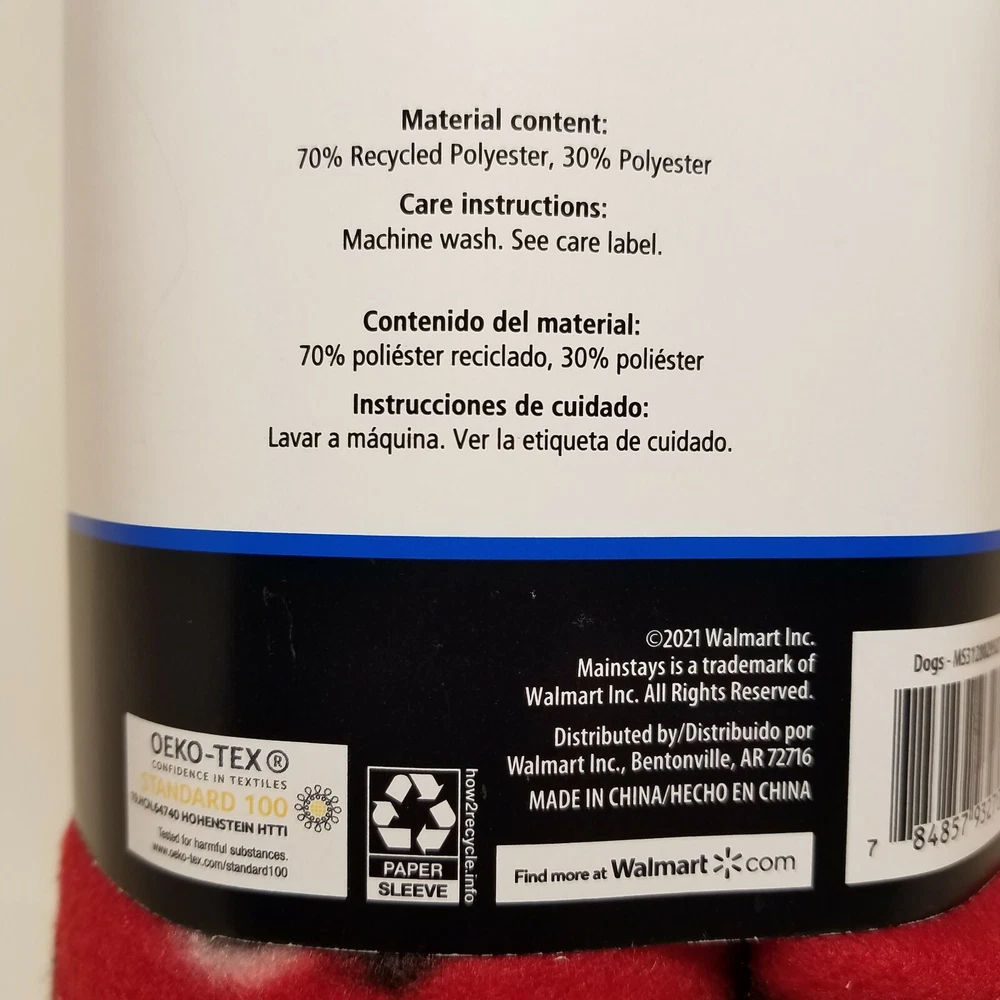 Material content:
70% Recycled Polyester, 30% Polyester
Care instructions:
Machine wash. See care label.
Contenido del material:
70% poliéster reciclado, 30% poliéster
Instrucciones de cuidado:
Lavar a máquina. Ver la etiqueta de cuidado.
©2021 Walmart Inc.
Mainstays is a trademark of
Walmart Inc. All Rights Reserved.
Distributed by/Distribuido por
Walmart Inc., Bentonville, AR 72716
MADE IN CHINA/HECHO EN CHINA
Find more at Walmart com
OEKO-TEX®
CONFIDENCE IN TEXTILES
STANDARD 100
HOHENSTEIN HTTI
Tested for harmful substances.
www.oeko-tex.com/standard100
PAPER
SLEEVE
how2recycle.info
Dogs -
7 84857